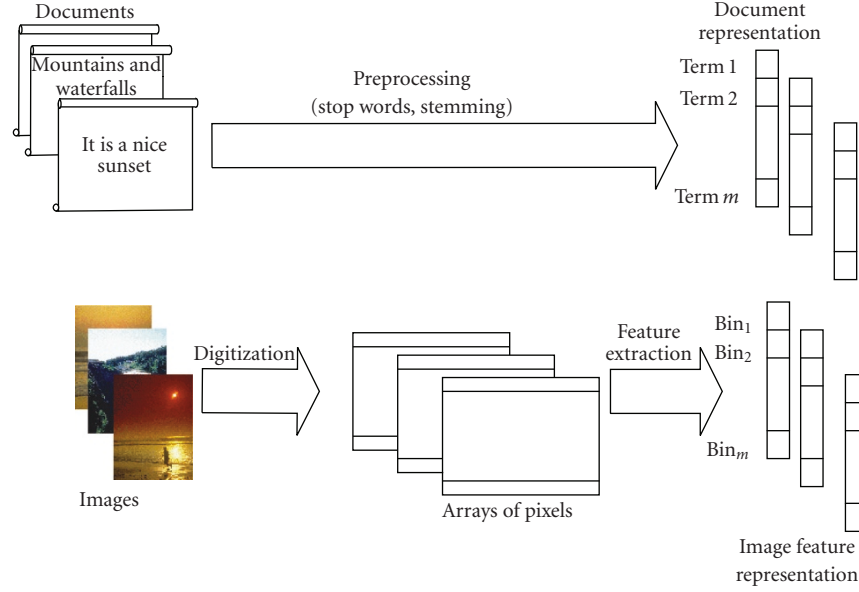 Documents
Mountains and
waterfalls
It is a nice
sunset
Preprocessing
(stop words, stemming)
Document
representation
Term 1
Term 2
Term m
Images
Digitization
Arrays of pixels
Feature
extraction
Bin1
Bin2
Binm
Image feature
representation